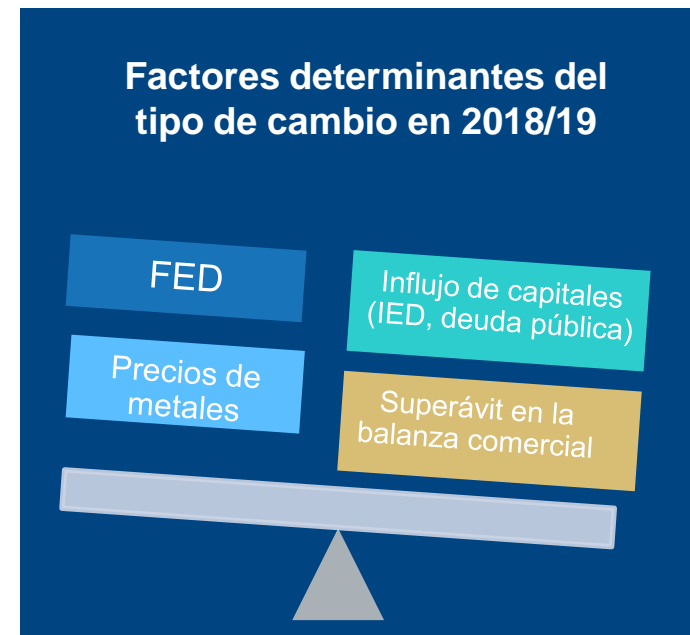 Factores determinantes del
tipo de cambio en 2018/19
FED
Influjo de capitales
(IED, deuda pública)
Precios de
metales
Superávit en la
balanza comercial